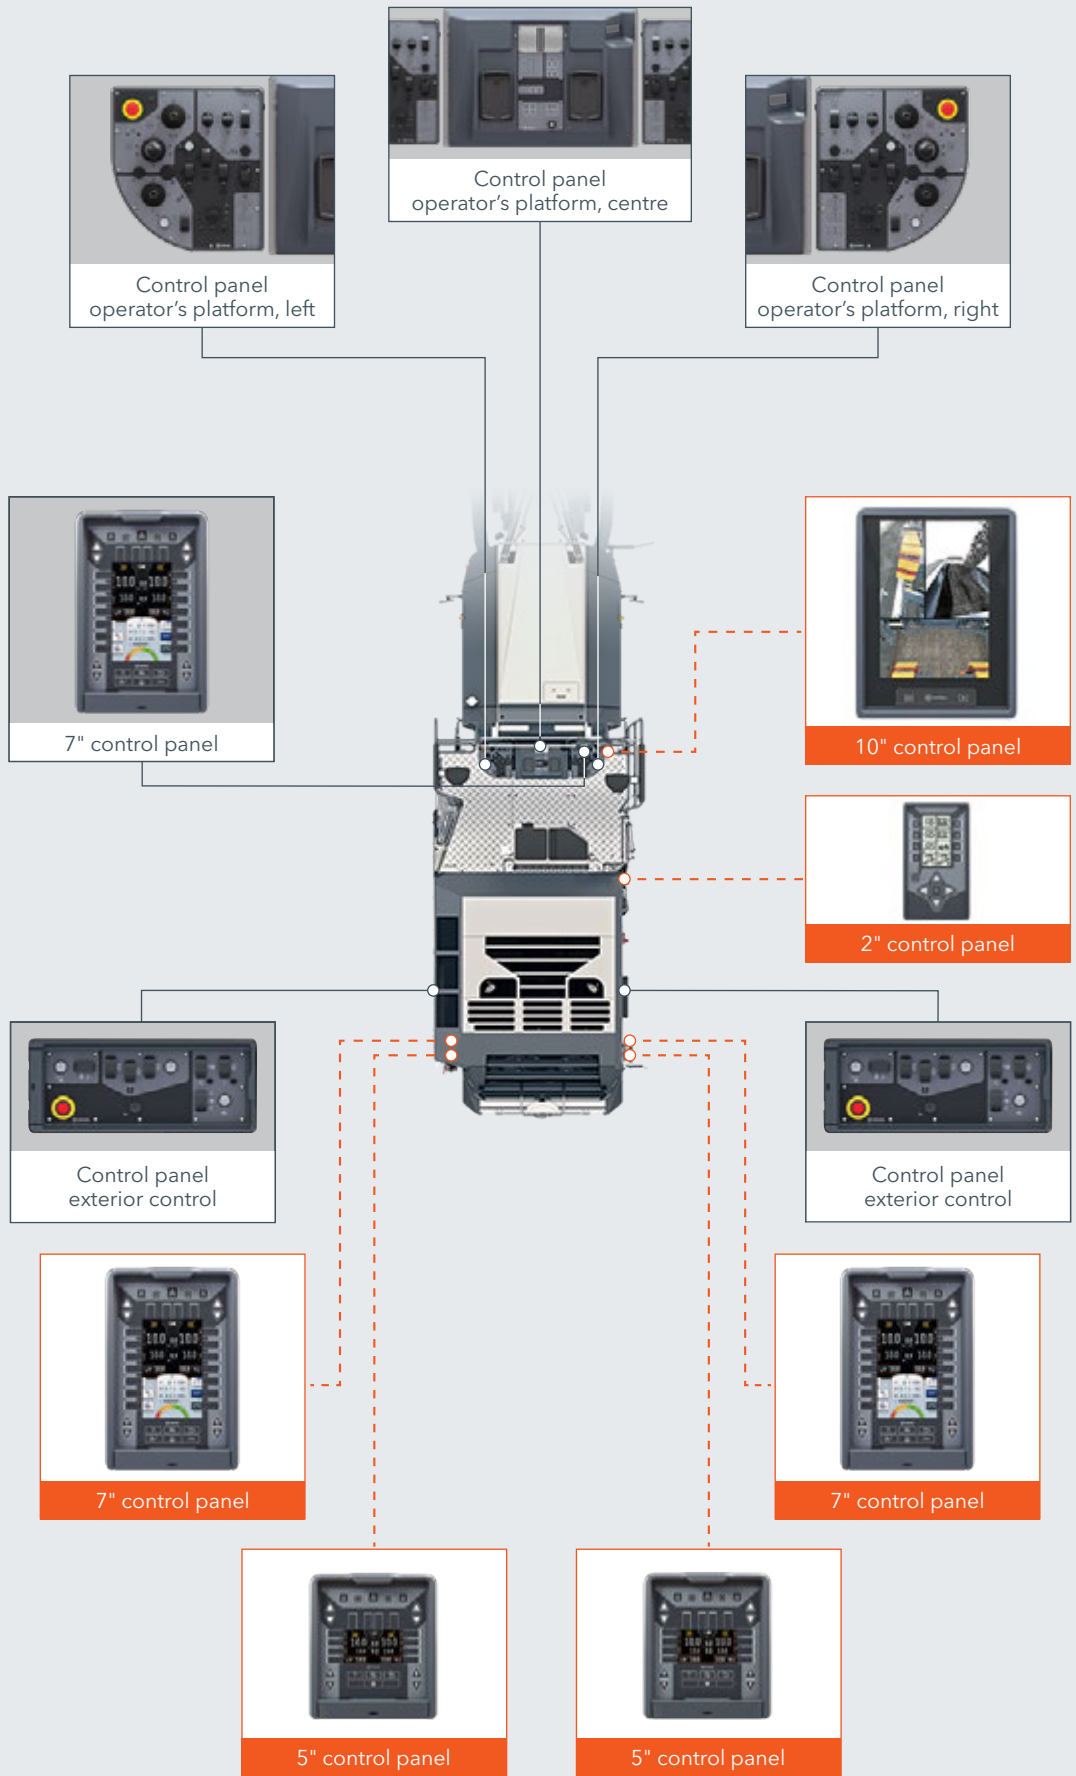 Control panel
operator's platform, centre
Control panel
operator's platform, left
Control panel
operator's platform, right
7" control panel
10" control panel
2" control panel
Control panel
exterior control
Control panel
exterior control
7" control panel
7" control panel
5" control panel
5" control panel